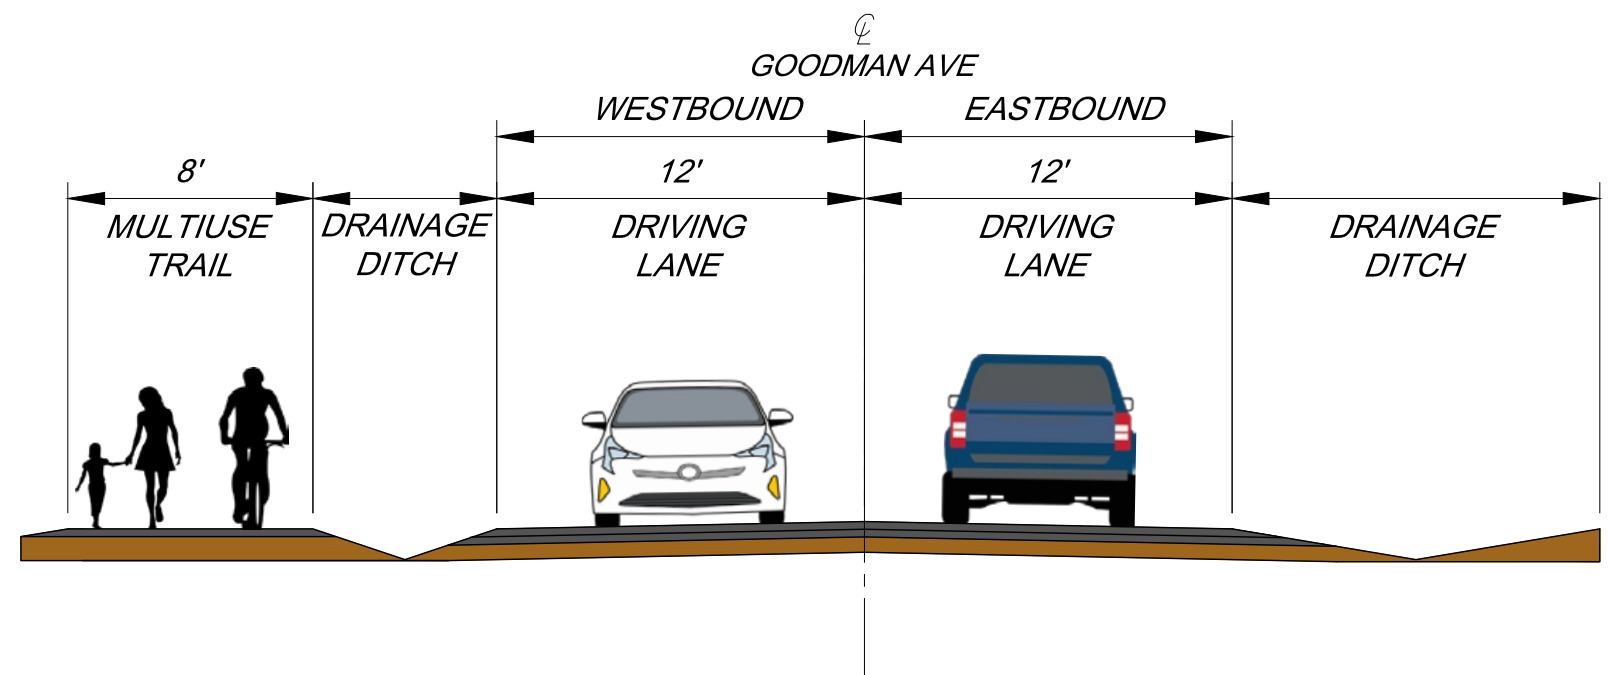 ℄
GOODMAN AVE
WESTBOUND
EASTBOUND
8'
12'
12'
MULTIUSE
TRAIL
DRAINAGE
DITCH
DRIVING
LANE
DRIVING
LANE
DRAINAGE
DITCH